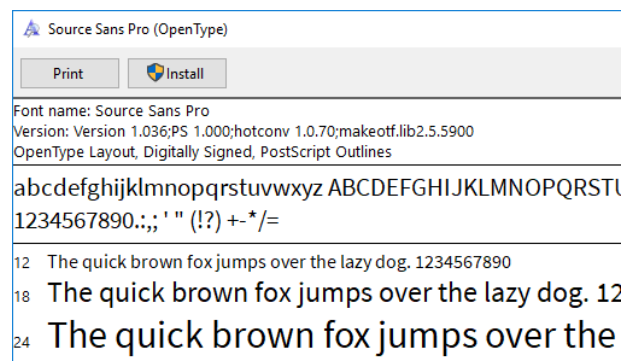 Source Sans Pro (OpenType)
Print Install
Font name: Source Sans Pro
Version: Version 1.036;PS 1.000;hotconv 1.0.70;makeotf.lib2.5.5900
OpenType Layout, Digitally Signed, PostScript Outlines
abcdefghijklmnopqrstuvwxyz ABCDEFGHIJKLMNOPQRSTU
1234567890.:,; ' " (!?) +-*/=
12 The quick brown fox jumps over the lazy dog. 1234567890
18 The quick brown fox jumps over the lazy dog. 12
24 The quick brown fox jumps over the